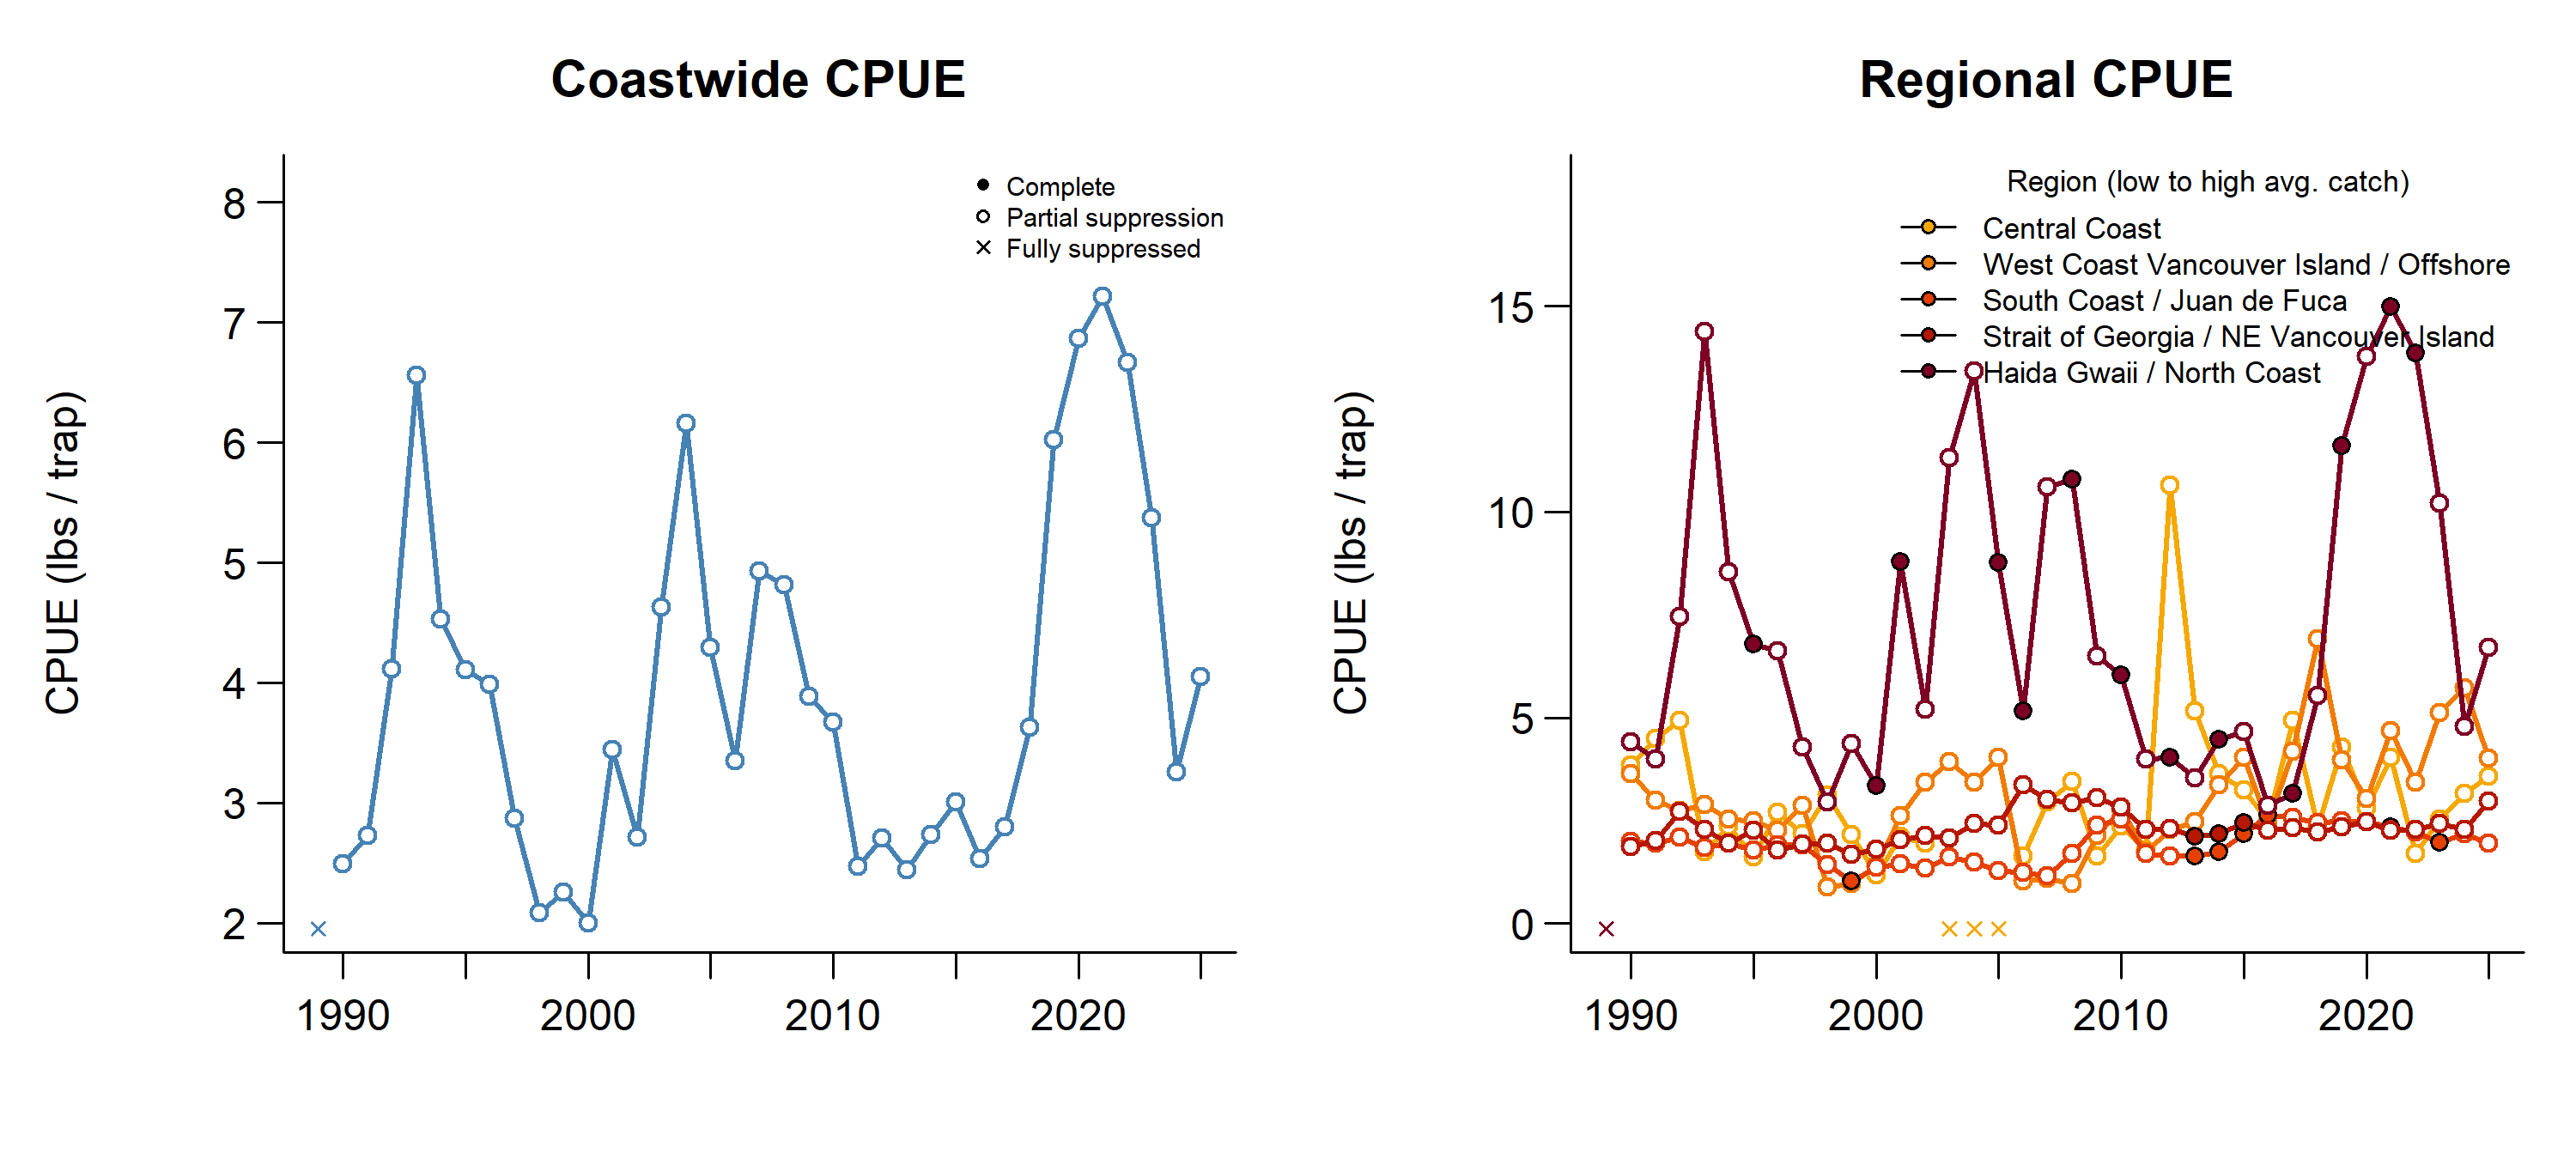 Coastwide CPUE
CPUE (lbs / trap)
8
7
6
5
4
3
2
Complete
Partial suppression
Fully suppressed
1990 2000 2010 2020
Regional CPUE
CPUE (lbs / trap)
15
10
5
0
Region (low to high avg. catch)
Central Coast
West Coast Vancouver Island / Offshore
South Coast / Juan de Fuca
Strait of Georgia / NE Vancouver Island
Haida Gwaii / North Coast
1990 2000 2010 2020